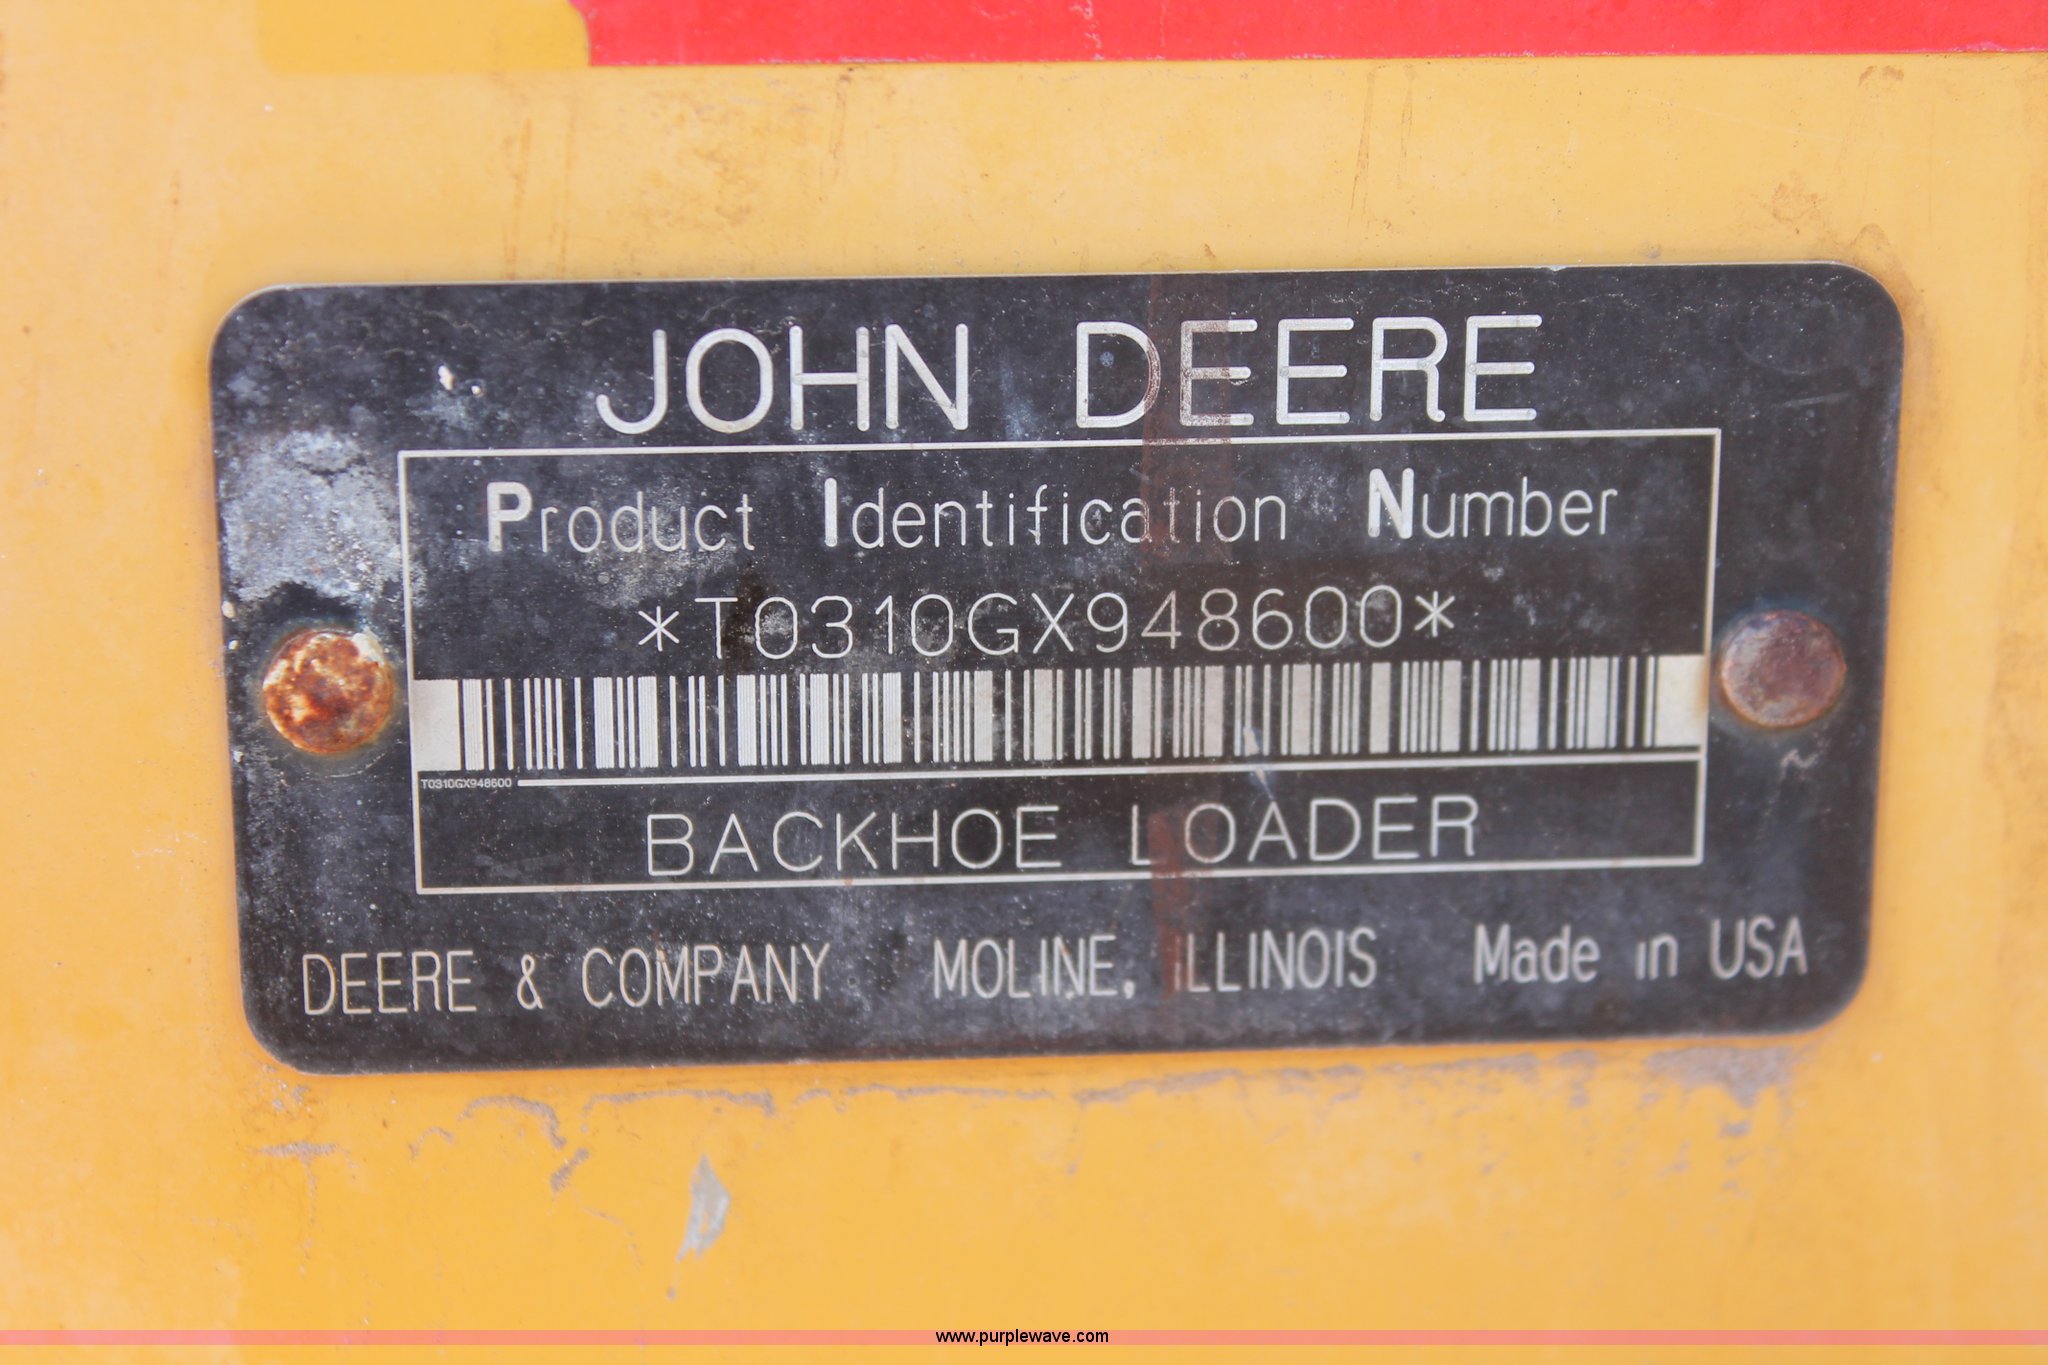 JOHN DEERE
Product Identification Number
*T0310GX948600*
T0310GX948600
BACKHOE LOADER
DEERE & COMPANY MOLINE, ILLINOIS Made in USA
www.purplewave.com